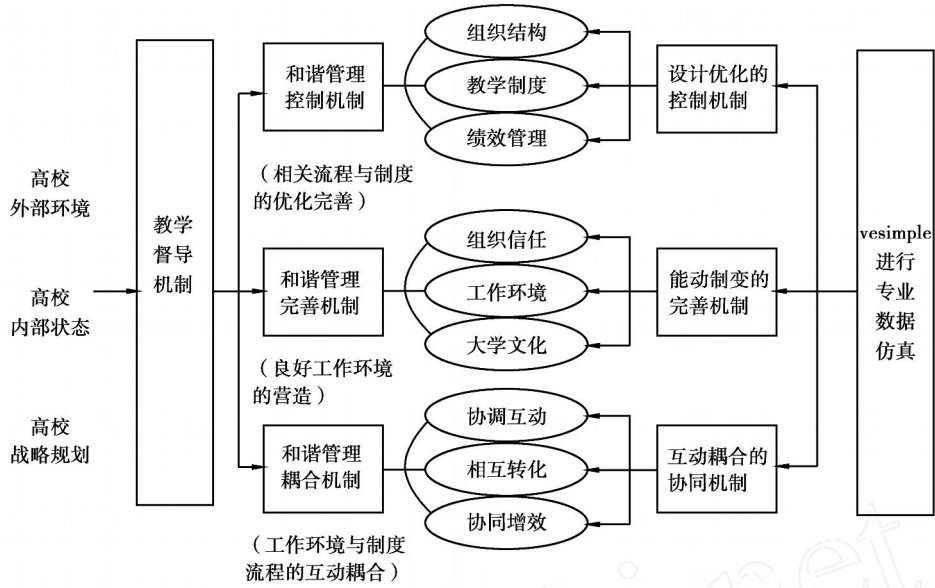 高校
外部环境
高校
内部状态
高校
战略规划
教学
督导
机制
和谐管理
控制机制
(相关流程与制度
的优化完善)
和谐管理
完善机制
(良好工作环境
的营造)
和谐管理
耦合机制
(工作环境与制度
流程的互动耦合)
组织结构
教学制度
绩效管理
组织信任
工作环境
大学文化
协调互动
相互转化
协同增效
设计优化的
控制机制
能动制变的
完善机制
互动耦合的
协同机制
vesimple
进行
专业
数据
仿真